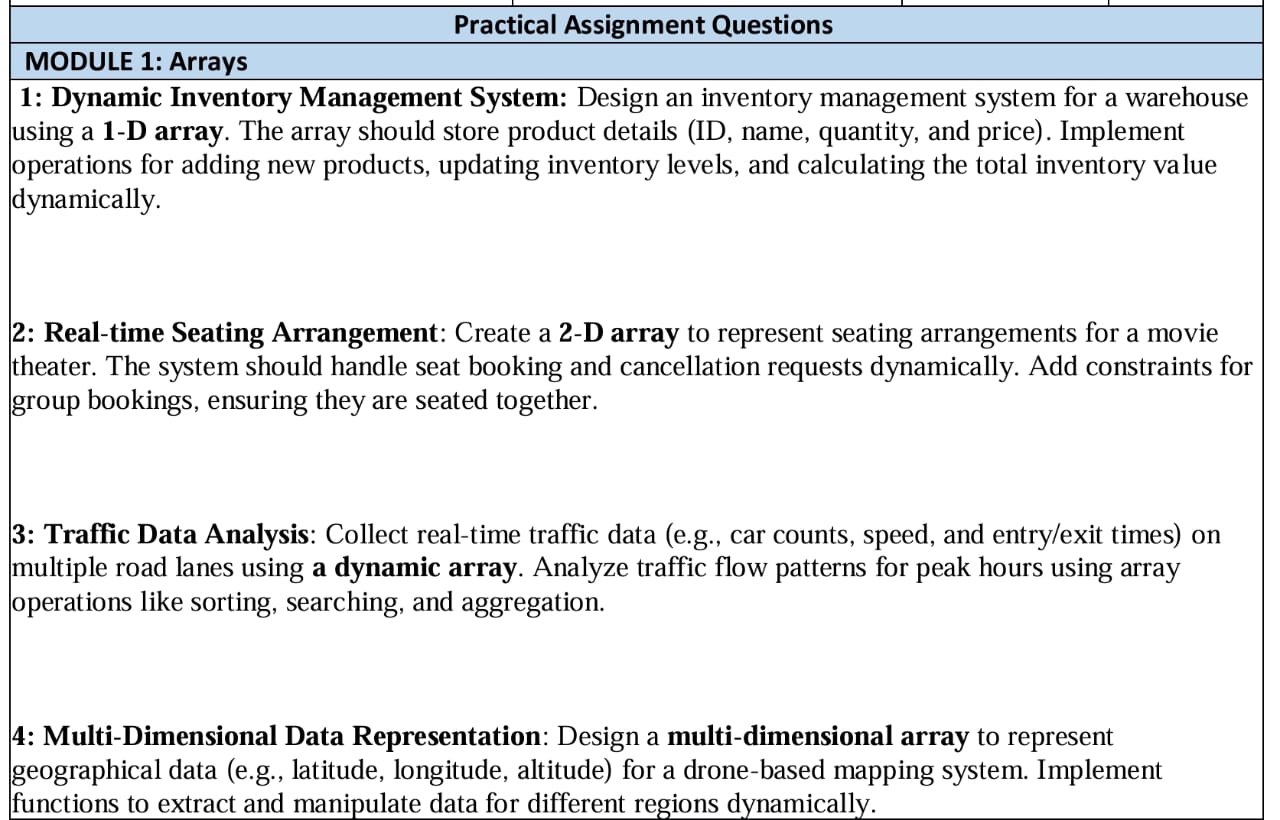 Practical Assignment Questions
MODULE 1: Arrays
1: Dynamic Inventory Management System: Design an inventory management system for a warehouse
using a 1-D array. The array should store product details (ID, name, quantity, and price). Implement
operations for adding new products, updating inventory levels, and calculating the total inventory value
dynamically.
2: Real-time Seating Arrangement: Create a 2-D array to represent seating arrangements for a movie
theater. The system should handle seat booking and cancellation requests dynamically. Add constraints for
group bookings, ensuring they are seated together.
3: Traffic Data Analysis: Collect real-time traffic data (e.g., car counts, speed, and entry/exit times) on
multiple road lanes using a dynamic array. Analyze traffic flow patterns for peak hours using array
operations like sorting, searching, and aggregation.
4: Multi-Dimensional Data Representation: Design a multi-dimensional array to represent
geographical data (e.g., latitude, longitude, altitude) for a drone-based mapping system. Implement
functions to extract and manipulate data for different regions dynamically.